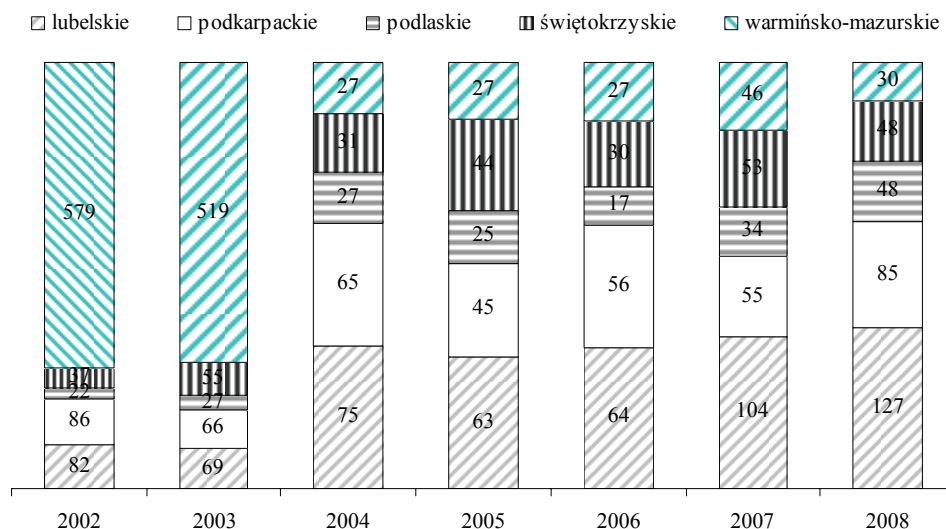 lubelskie podkarpackie podlaskie świętokrzyskie warmińsko-mazurskie
27 27 27 46 30
31 44 30 53 48
579 519 27 25 17 34 48
65 45 56 55 85
37 55
22 27
86 66 75 63 64 104 127
82 69
2002 2003 2004 2005 2006 2007 2008